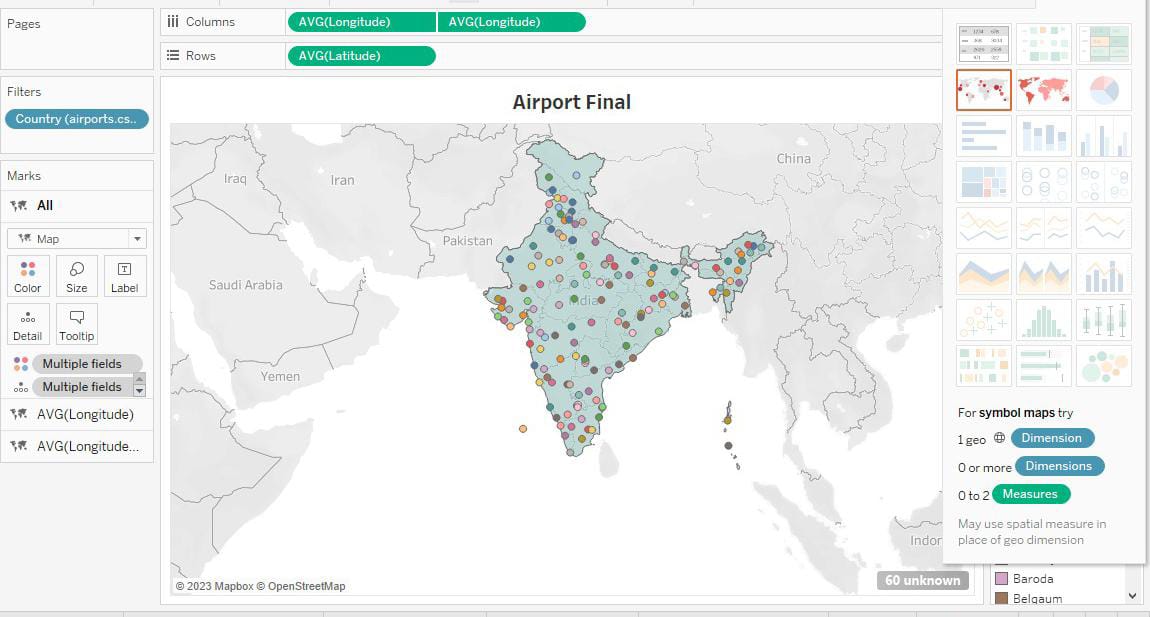 Pages
Columns
AVG(Longitude)
AVG(Longitude)
Rows
AVG(Latitude)
Filters
Country (airports.cs..
Marks
All
Map
Color
Size
Label
Detail
Tooltip
Multiple fields
Multiple fields
AVG(Longitude)
AVG(Longitude...
Airport Final
Iraq
Iran
China
Pakistan
Saudi Arabia
India
Yemen
Indor
© 2023 Mapbox © OpenStreetMap
60 unknown
For symbol maps try
1 geo Dimension
0 or more Dimensions
0 to 2 Measures
May use spatial measure in
place of geo dimension
Baroda
Belgaum